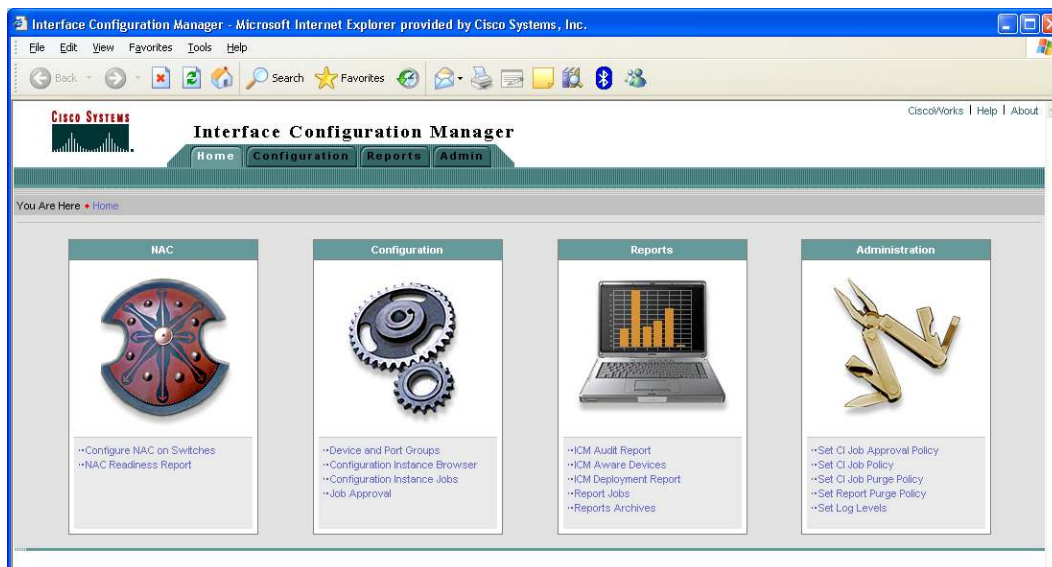 Interface Configuration Manager - Microsoft Internet Explorer provided by Cisco Systems, Inc.
File Edit View Favorites Tools Help
Back Search Favorites
CISCO SYSTEMS
CiscoWorks | Help | About
Interface Configuration Manager
Home Configuration Reports Admin
You Are Here Home
NAC
Configure NAC on Switches
NAC Readiness Report
Configuration
Device and Port Groups
Configuration Instance Browser
Configuration Instance Jobs
Job Approval
Reports
ICM Audit Report
ICM Aware Devices
ICM Deployment Report
Report Jobs
Reports Archives
Administration
Set CI Job Approval Policy
Set CI Job Policy
Set CI Job Purge Policy
Set Report Purge Policy
Set Log Levels